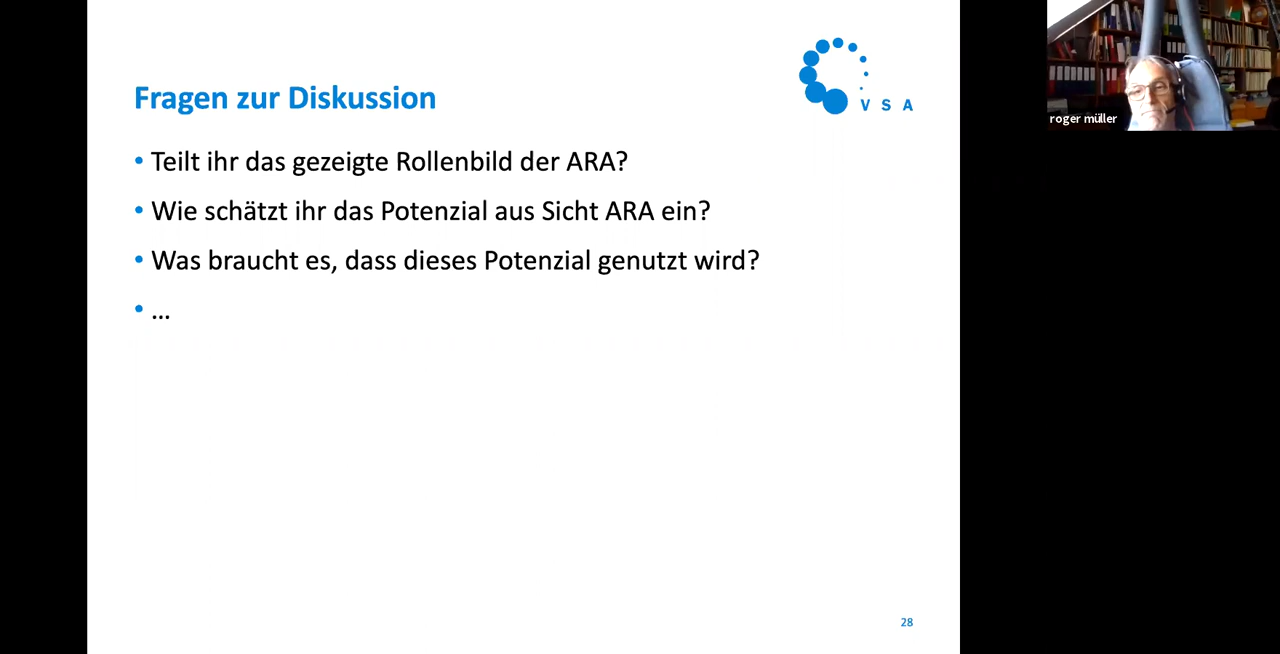 Fragen zur Diskussion
VSA
• Teilt ihr das gezeigte Rollenbild der ARA?
• Wie schätzt ihr das Potenzial aus Sicht ARA ein?
• Was braucht es, dass dieses Potenzial genutzt wird?
• ...
28
roger müller